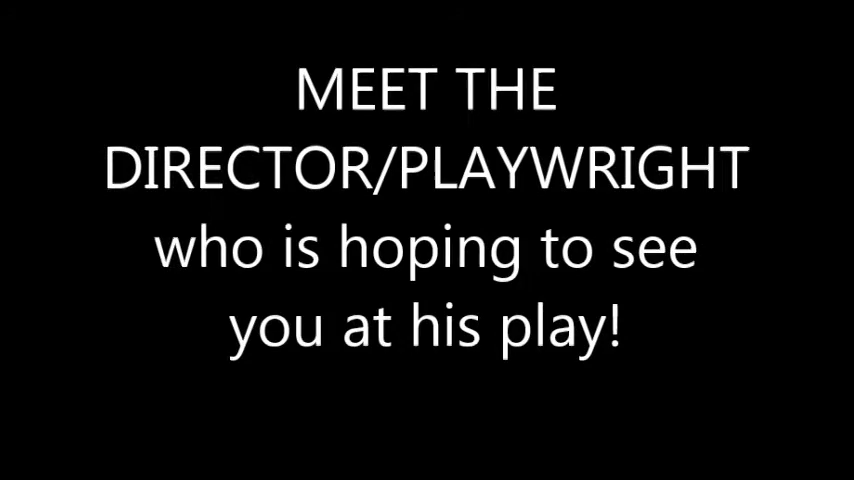 MEET THE
DIRECTOR/PLAYWRIGHT
who is hoping to see
you at his play!